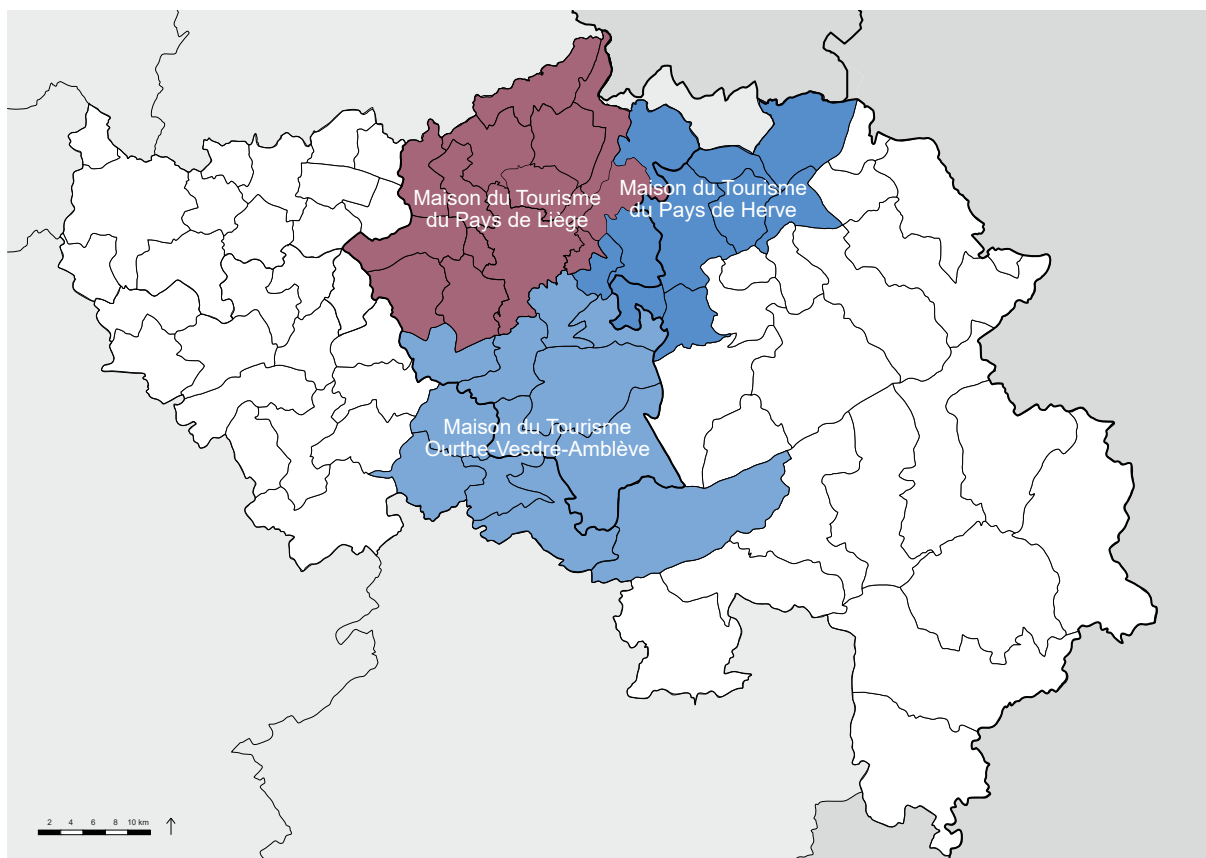 Maison du Tourisme
du Pays de Liège
Maison du Tourisme
du Pays de Herve
Maison du Tourisme
Ourthe-Vesdre-Amblève
2 4 6 8 10 km